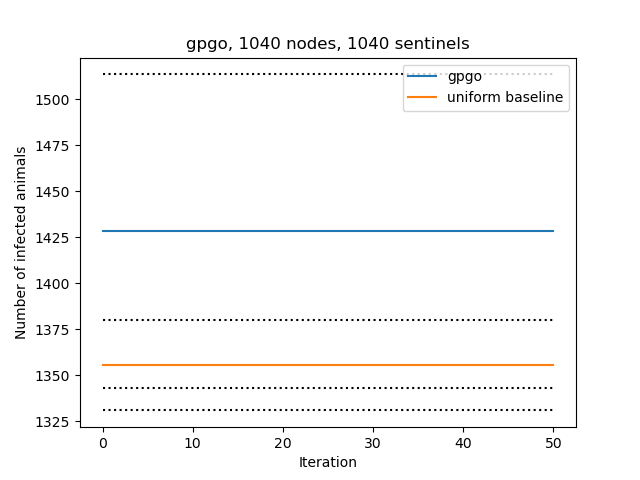 gpgo, 1040 nodes, 1040 sentinels
gpgo
uniform baseline
Number of infected animals
1500
1475
1450
1425
1400
1375
1350
1325
0 10 20 30 40 50
Iteration